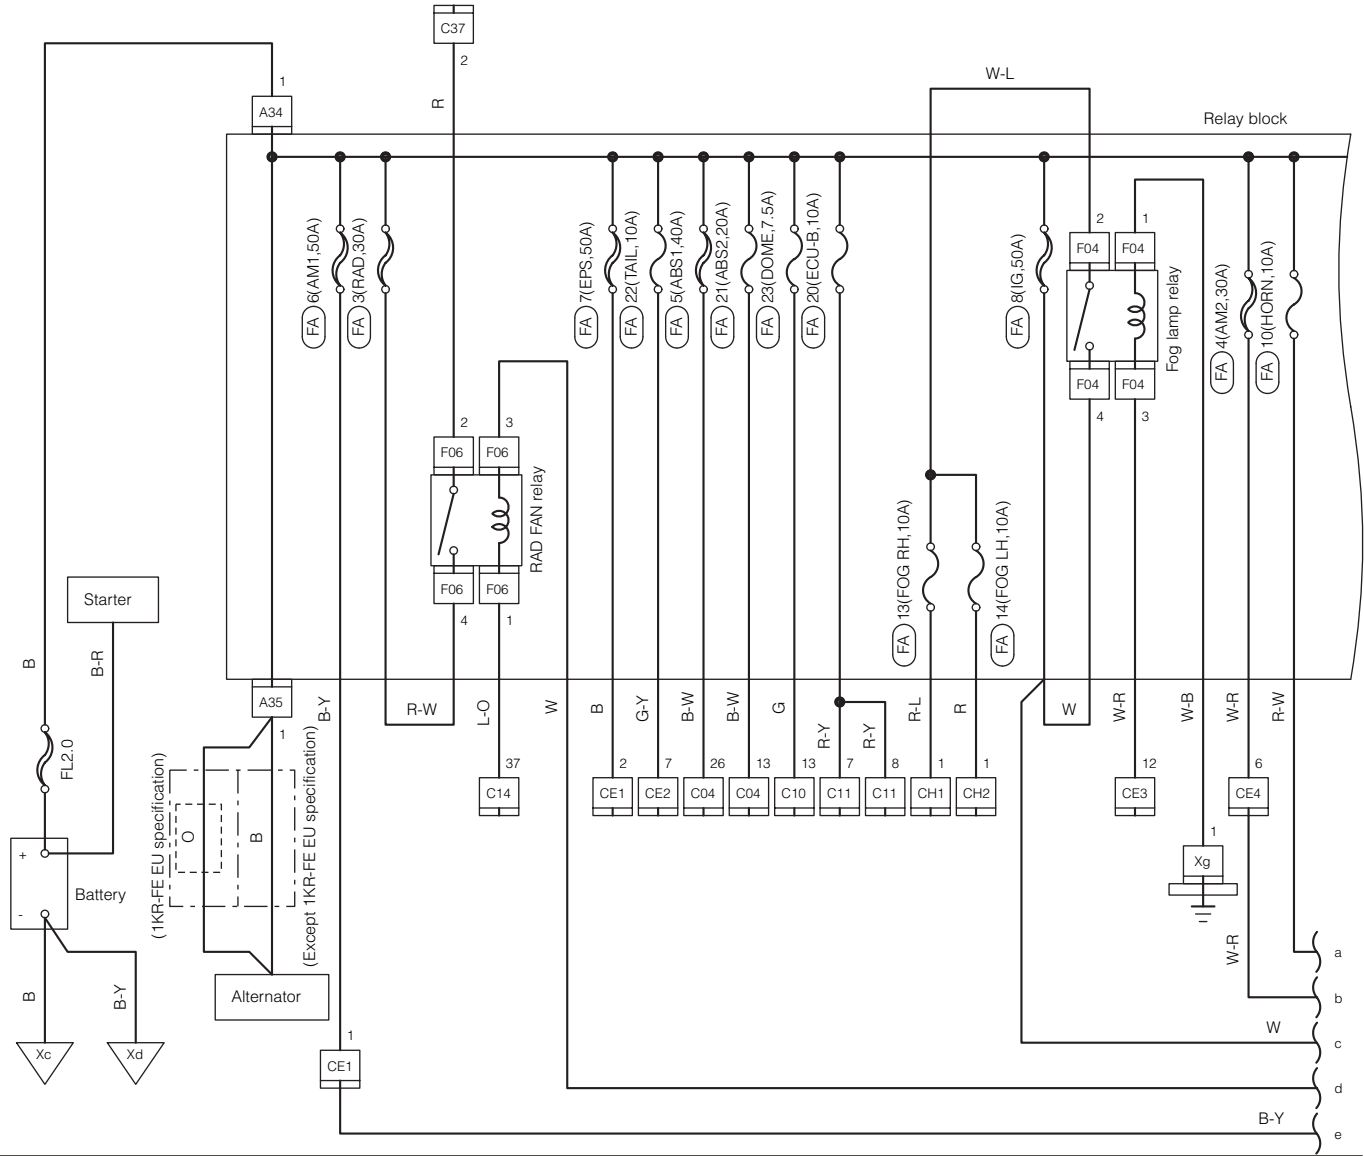 C37
2
R
W-L
Relay block
1
A34
FA 6(AM1,50A)
FA 3(RAD,30A)
FA 7(EPS,50A)
FA 22(TAIL,10A)
FA 5(ABS1,40A)
FA 21(ABS2,20A)
FA 23(DOME,7.5A)
FA 20(ECU-B,10A)
FA 8(IG,50A)
2
1
F04
F04
Fog lamp relay
F04
F04
4
3
FA 4(AM2,30A)
FA 10(HORN,10A)
2
3
F06
F06
RAD FAN relay
F06
F06
4
1
FA 13(FOG RH,10A)
FA 14(FOG LH,10A)
Starter
B
B-R
A35
1
B-Y
R-W
L-O
W
B
G-Y
B-W
B-W
G
R-Y
R-Y
R-L
R
W
W-R
W-B
W-R
R-W
FL2.0
37
2
7
26
13
13
7
8
1
1
12
6
C14
CE1
CE2
C04
C04
C10
C11
C11
CH1
CH2
CE3
CE4
(1KR-FE EU specification)
O
B
(Except 1KR-FE EU specification)
+
-
Battery
1
Xg
B
B-Y
Alternator
W-R
a
b
W
c
Xc
Xd
1
CE1
d
B-Y
e